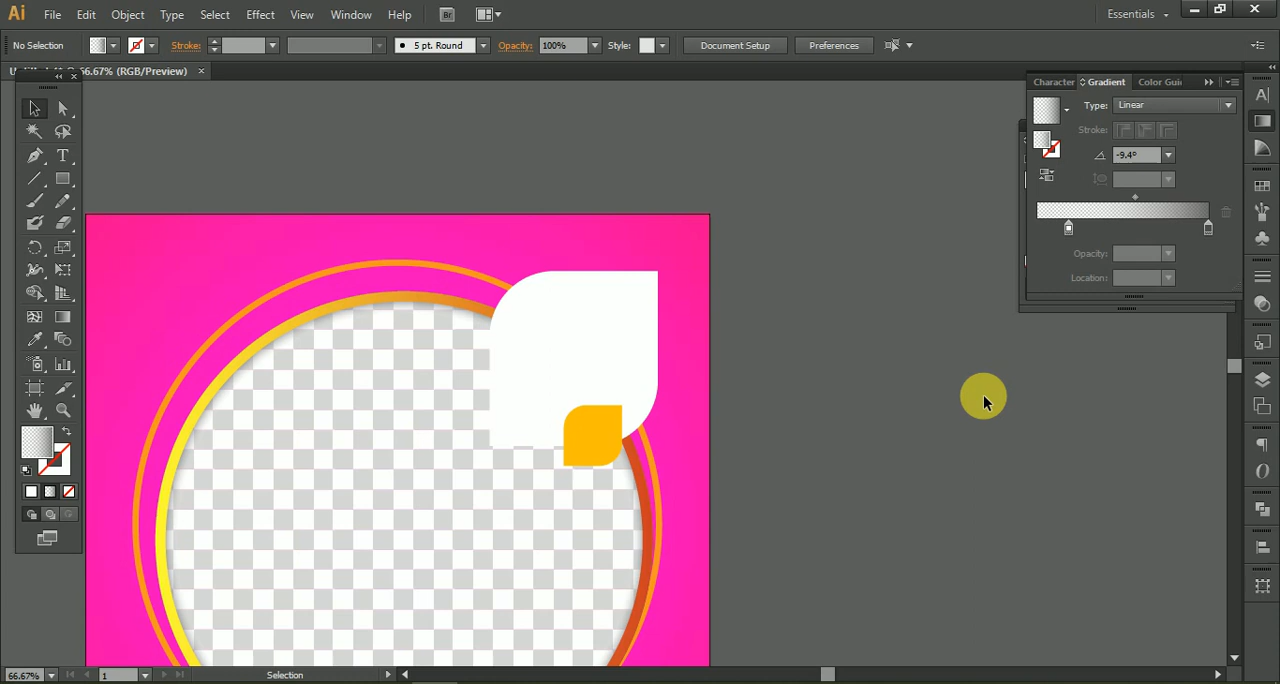 Ai File Edit Object Type Select Effect View Window Help Br Essentials
No Selection Stroke: 5 pt. Round Opacity: 100% Style: Document Setup Preferences
66.67% (RGB/Preview) ×
Character Gradient Color Gui
Type: Linear
Stroke:
-9.4°
Opacity:
Location:
66.67% 1 Selection